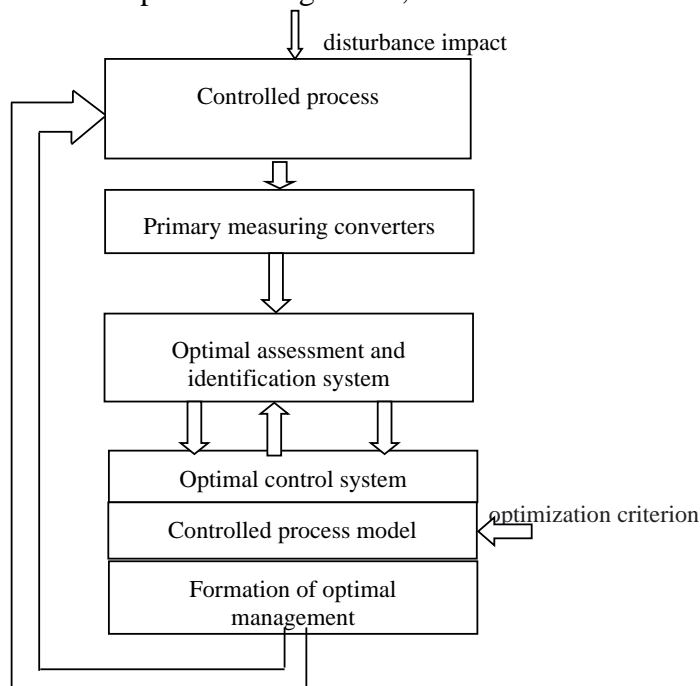 disturbance impact
Controlled process
Primary measuring converters
Optimal assessment and
identification system
Optimal control system
optimization criterion
Controlled process model
Formation of optimal
management